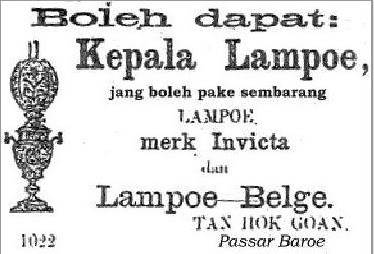 Boleh dapat:
Kepala Lampoe,
jang boleh pake sembarang
LAMPOE.
merk Invicta
dan
Lampoe—Belge.
TAN HOK GOAN.
1022 Passar Baroe